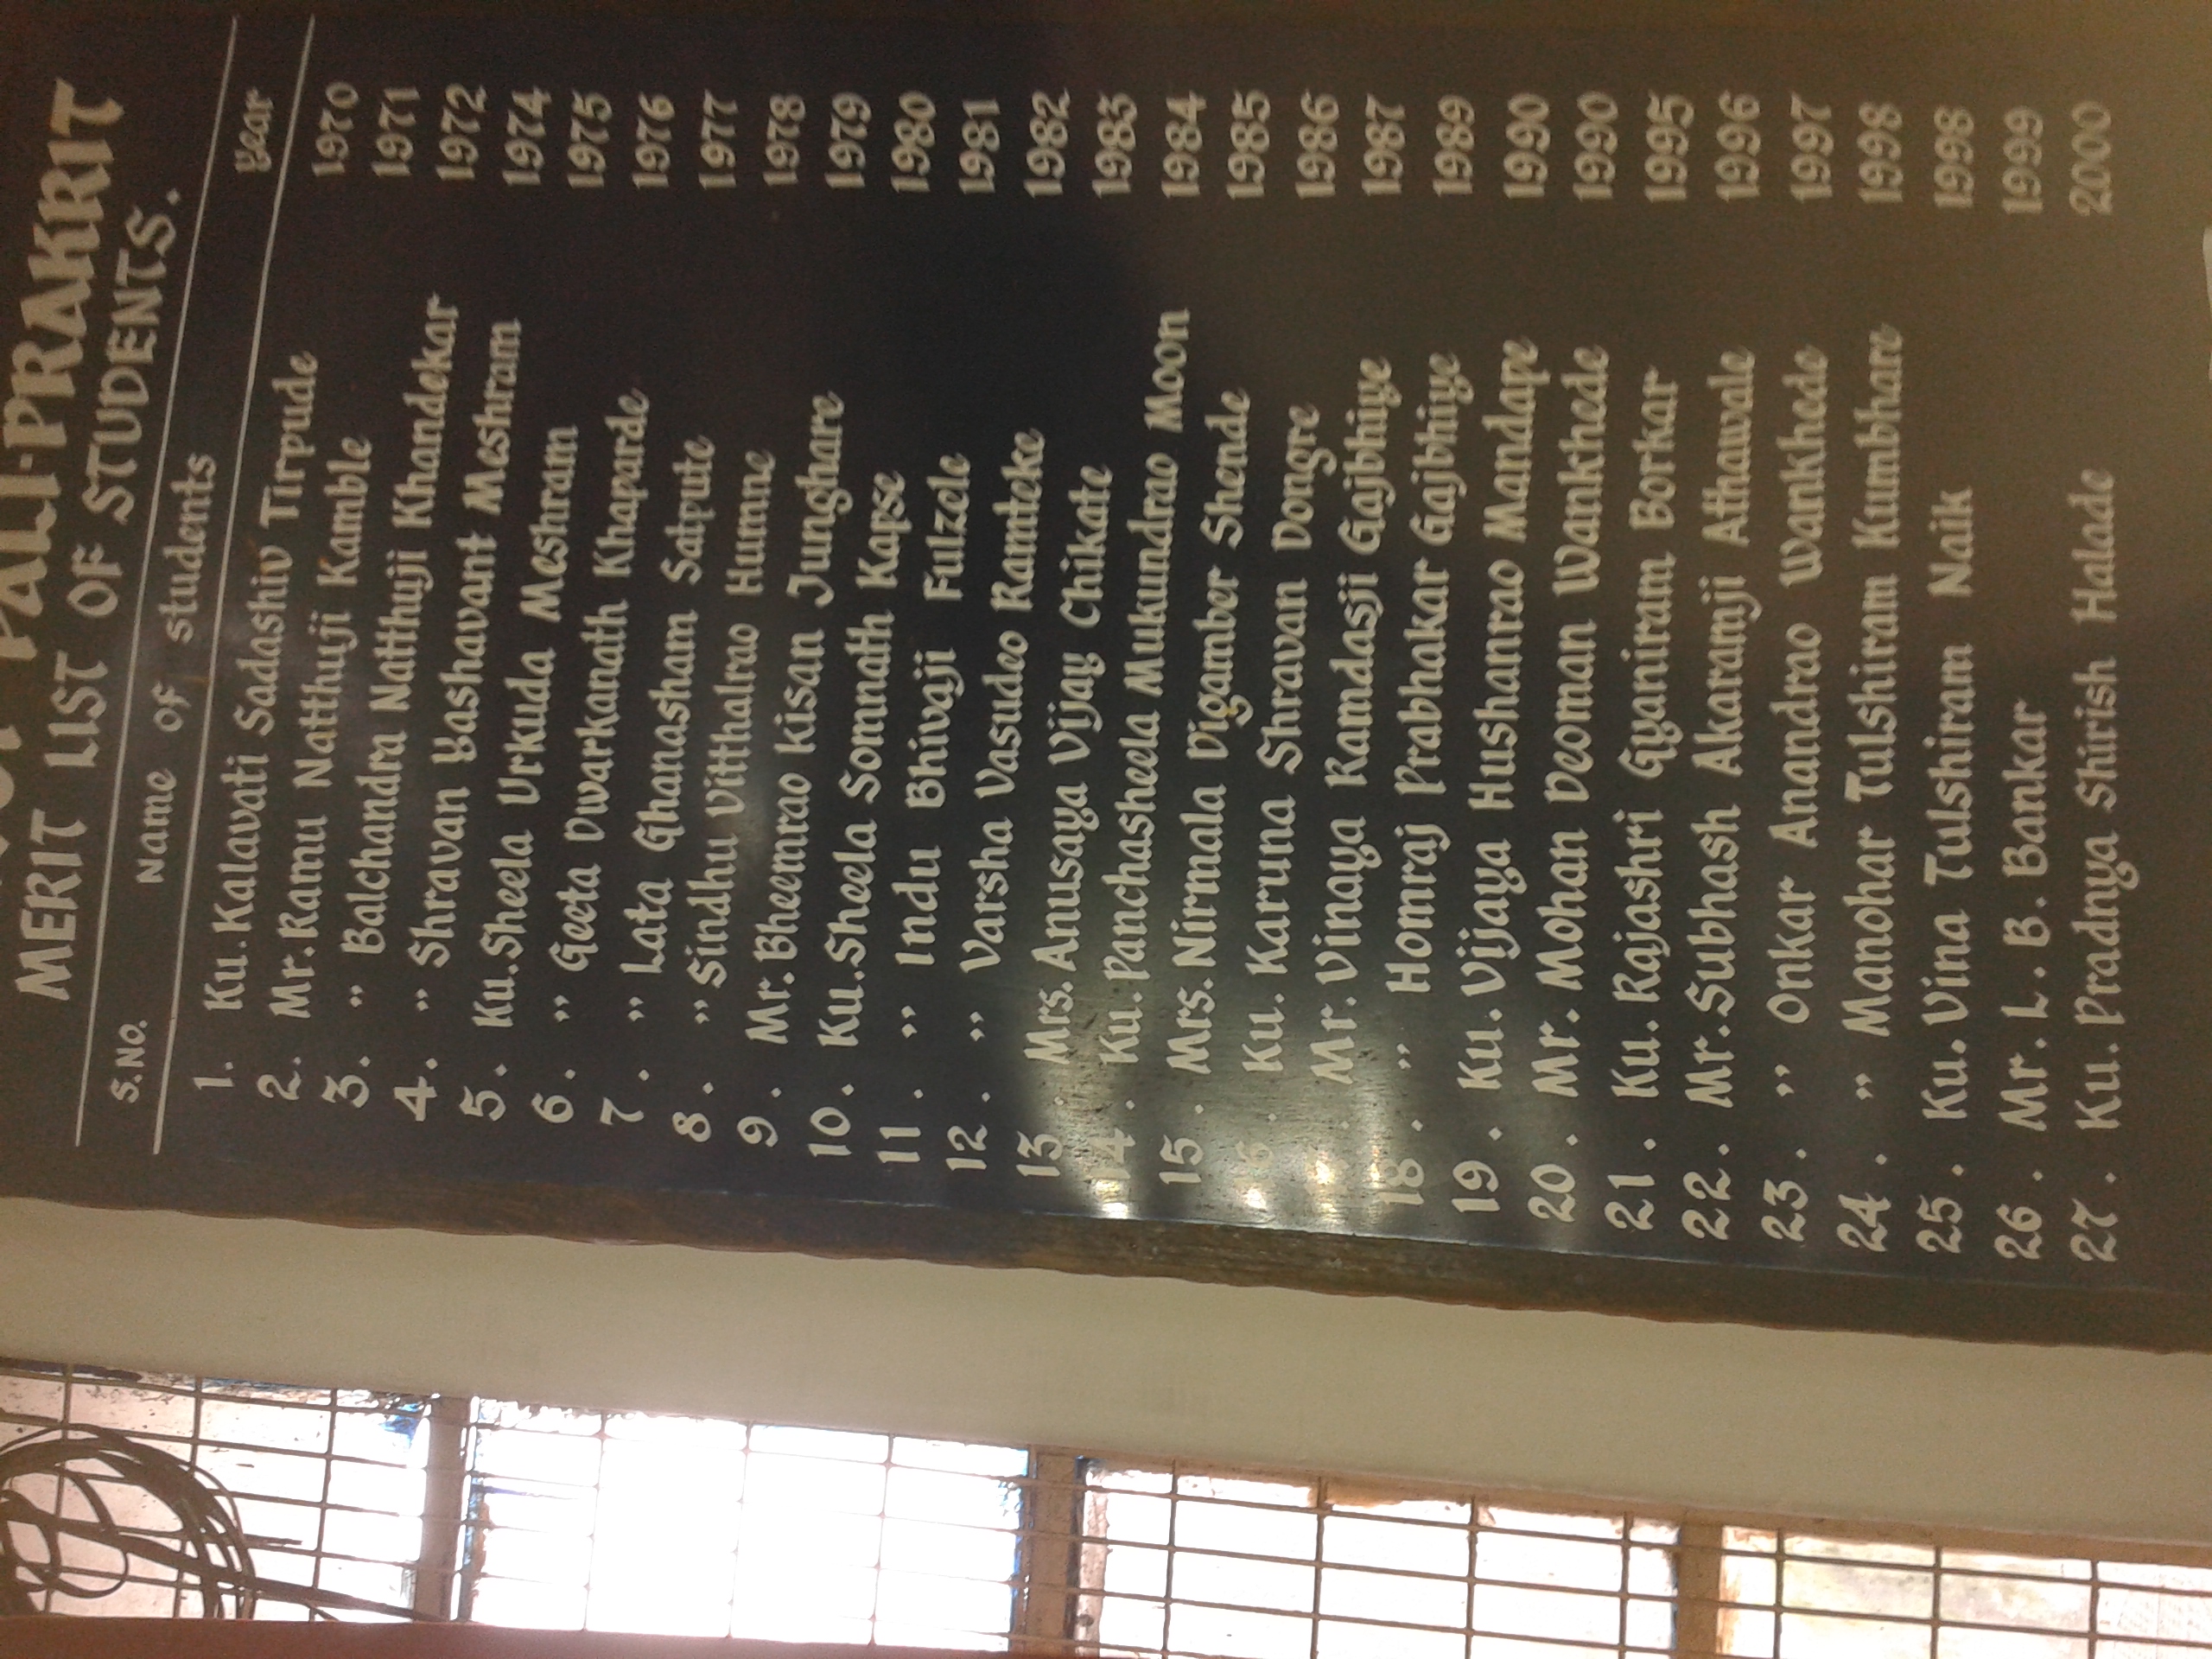 PALI-PRAKRIT
MERIT LIST OF STUDENTS.
S.NO. Name of students year
1. Ku. Kalavati Sadashiv Tirpude 1970
2. Mr. Ramu Natthuji Kamble 1971
3. " Balchandra Natthuji Khandekar 1972
4. " Shravan Yashavant Meshram 1974
5. Ku. Sheela Urkuda Meshram 1975
6. " Geeta Dwarkanath Khaparde 1976
7. " Lata Ghanasham Satpute 1977
8. " Sindhu Vitthalrao Humne 1978
9. Mr. Bheemrao Kisan Junghare 1979
10. Ku. Sheela Somnath Kapse 1980
11. " Indu Bhivaji Fulzele 1981
12. " Varsha Vasudeo Ramteke 1982
13. Mrs. Anusaya Vijay Chikate 1983
14. Ku. Panchasheela Mukundrao Moon 1984
15. Mrs. Nirmala Digamber Shende 1985
16. Ku. Karuna Shravan Dongre 1986
17. Mr. Vinaya Ramdasji Gajbhiye 1987
18. " Homraj Prabhakar Gajbhiye 1989
19. Ku. Vijaya Hushanrao Mandape 1990
20. Mr. Mohan Deoman Wankhede 1990
21. Ku. Rajashri Gyaniram Borkar 1995
22. Mr. Subhash Akaramji Athawale 1996
23. " Onkar Anandrao Wankhede 1997
24. " Manohar Tulshiram Kumbhare 1998
25. Ku. Vina Tulshiram Naik 1998
26. Mr. L. B. Bankar 1999
27. Ku. Pradnya Shirish Halade 2000